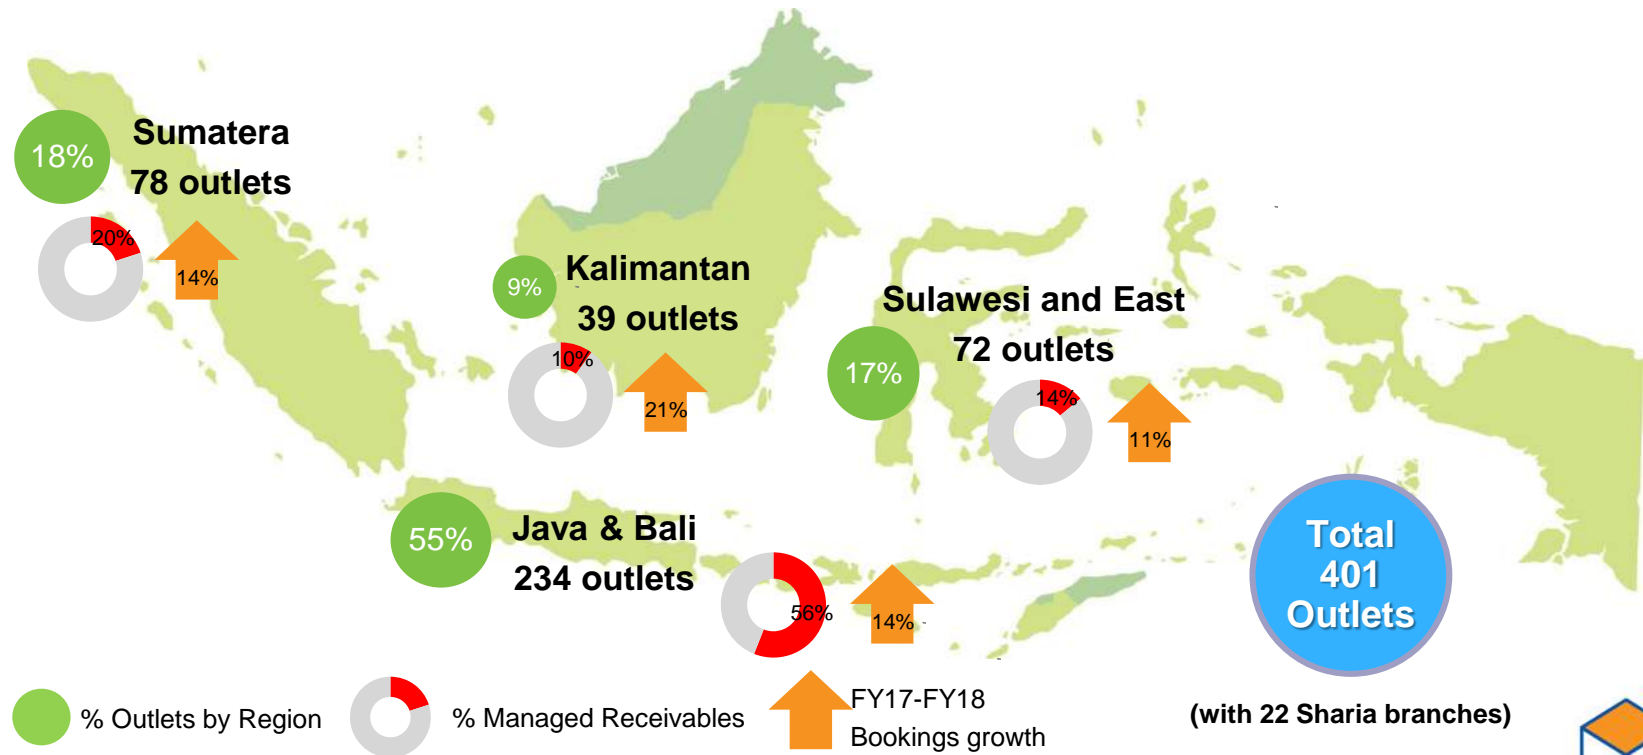 Sumatera
78 outlets
18%
20%
14%
Kalimantan
39 outlets
9%
10%
21%
Sulawesi and East
72 outlets
17%
14%
11%
Java & Bali
234 outlets
55%
56%
14%
Total
401
Outlets
(with 22 Sharia branches)
% Outlets by Region
% Managed Receivables
FY17-FY18
Bookings growth